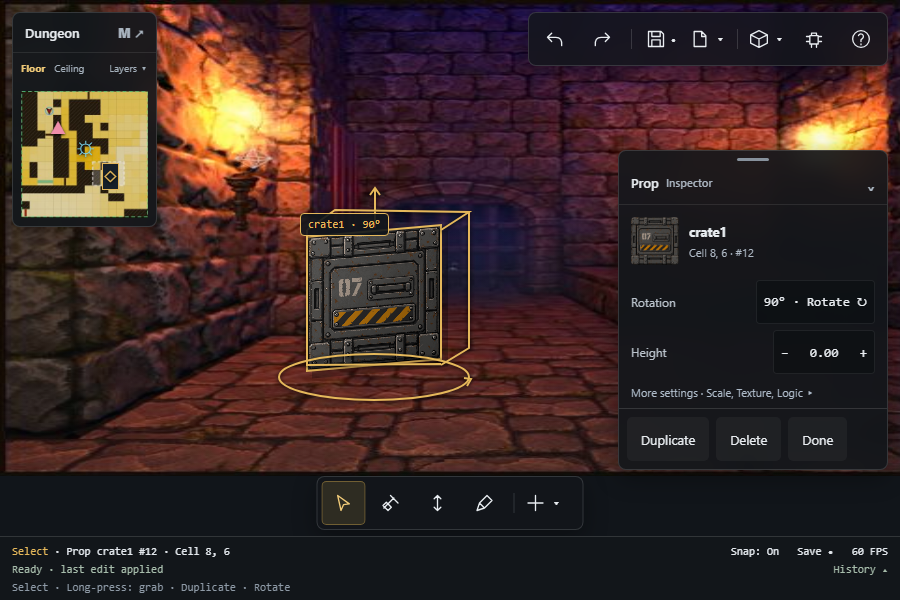 Dungeon M ↗
Floor Ceiling Layers ▾
crate1 · 90°
07
Prop Inspector
07
crate1
Cell 8, 6 · #12
Rotation 90° · Rotate ↻
Height − 0.00 +
More settings · Scale, Texture, Logic ▸
Duplicate Delete Done
Select · Prop crate1 #12 · Cell 8, 6
Snap: On Save • 60 FPS
Ready · last edit applied
History ▴
Select · Long-press: grab · Duplicate · Rotate